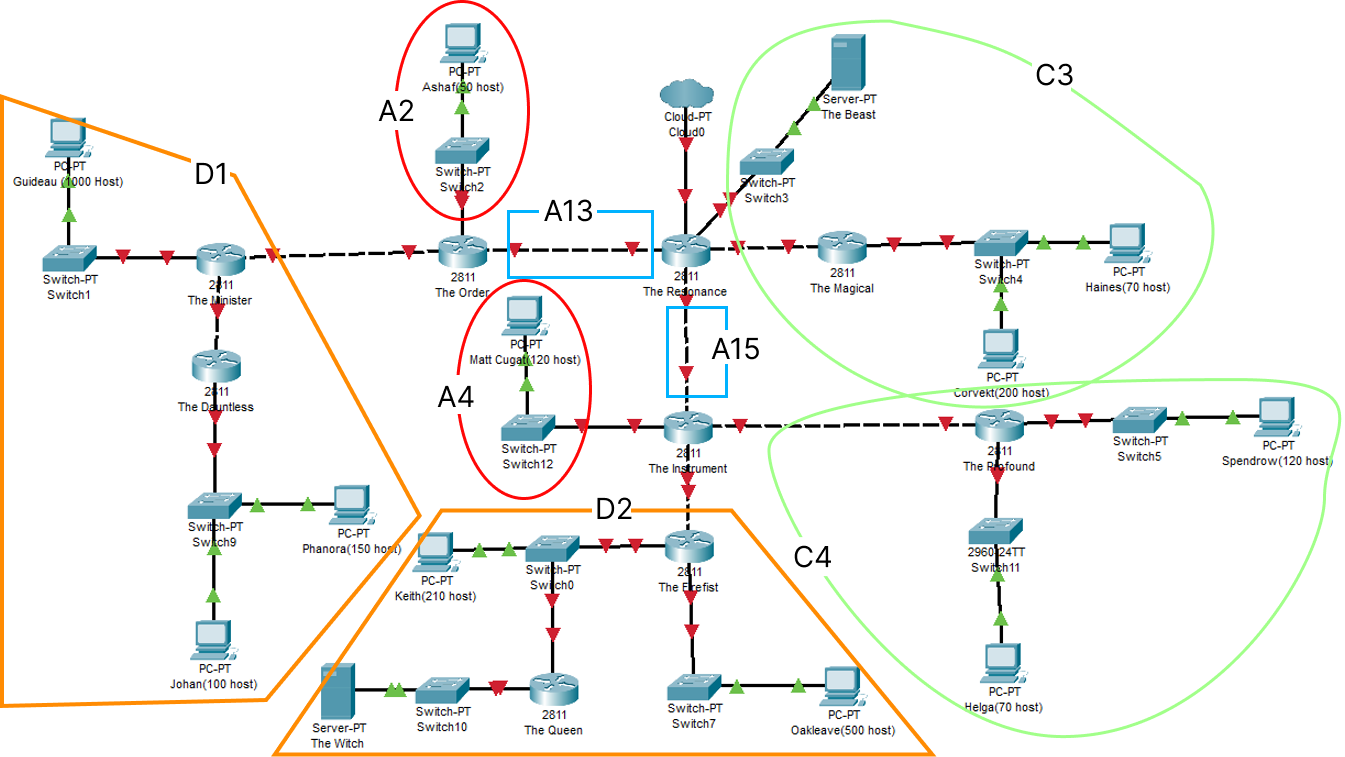 PC-PT
Ashaf(50 host)
A2
Switch-PT
Switch2
Cloud-PT
Cloud0
C3
Server-PT
The Beast
Switch-PT
Switch3
PC-PT
Guideau (1000 Host)
D1
Switch-PT
Switch1
2811
The Minister
2811
The Order
A13
2811
The Resonance
2811
The Magical
Switch-PT
Switch4
PC-PT
Haines(70 host)
PC-PT
Corvekt(200 host)
2811
The Dauntless
PC-PT
Matt Cugat(120 host)
A4
Switch-PT
Switch12
A15
2811
The Instrument
2811
The Profound
Switch-PT
Switch5
PC-PT
Spendrow(120 host)
Switch-PT
Switch9
PC-PT
Phanora(150 host)
PC-PT
Johan(100 host)
D2
PC-PT
Keith(210 host)
Switch-PT
Switch0
2811
The Firefist
C4
2960-24TT
Switch11
PC-PT
Helga(70 host)
Server-PT
The Witch
Switch-PT
Switch10
2811
The Queen
Switch-PT
Switch7
PC-PT
Oakleave(500 host)